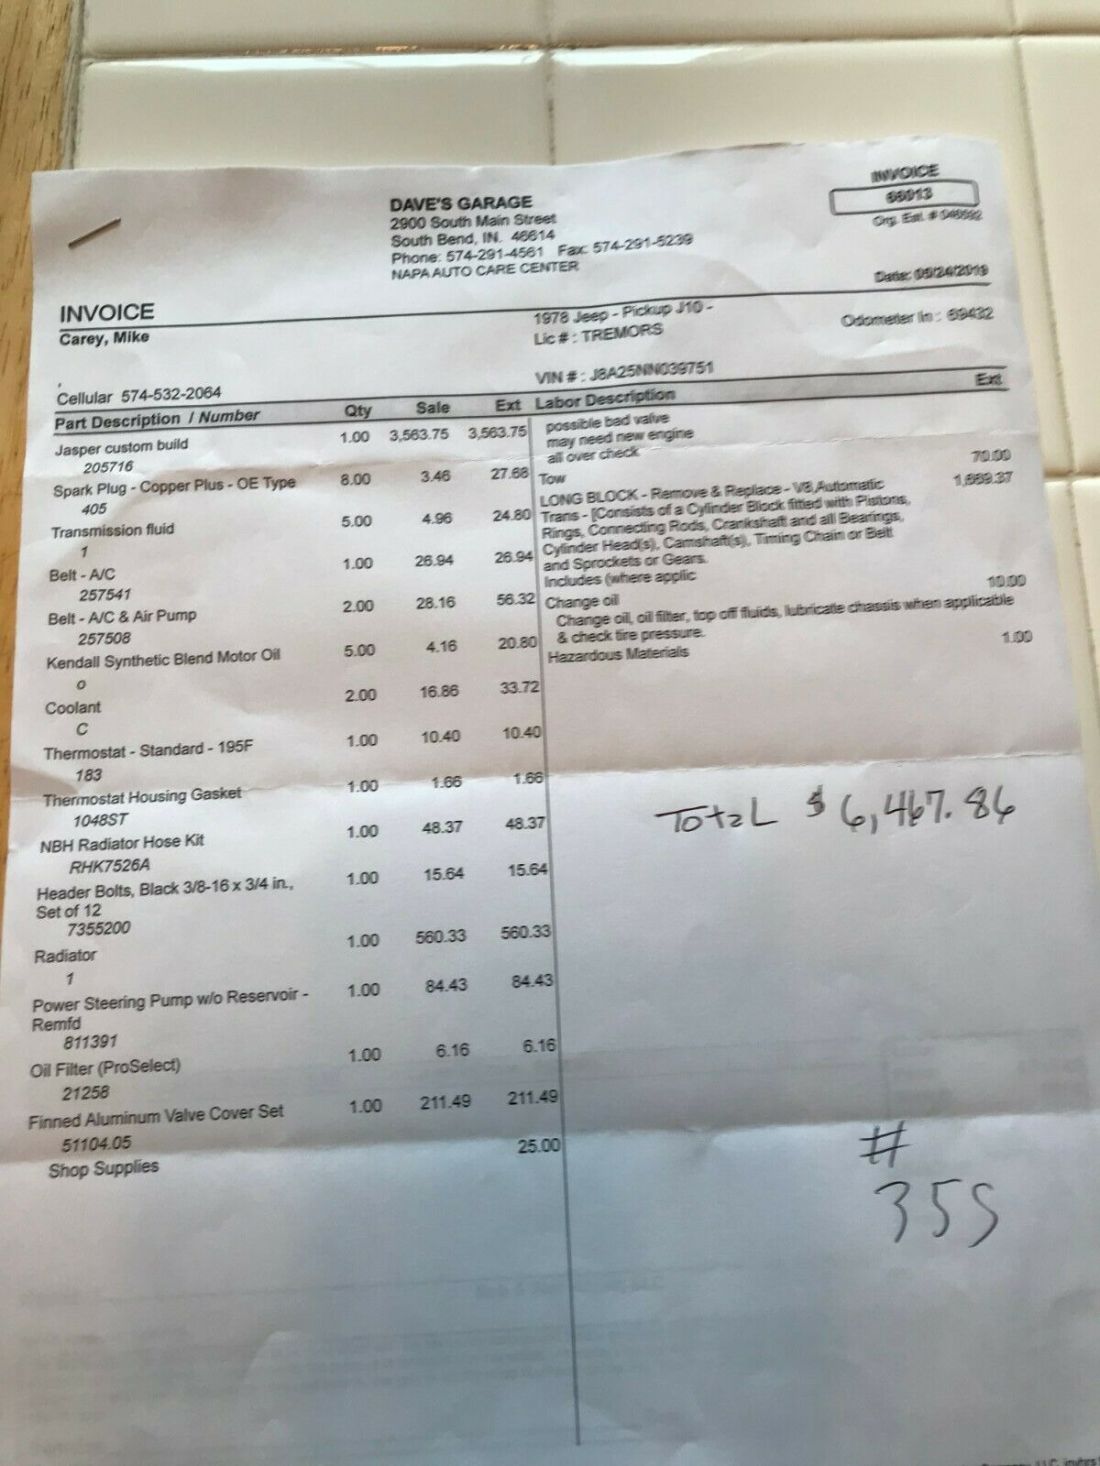 INVOICE
66913
DAVE'S GARAGE
2900 South Main Street
South Bend, IN. 46614
Phone: 574-291-4561 Fax: 574-291-5239
NAPA AUTO CARE CENTER
Org. Est. #
Date: 09/24/2019
INVOICE
Carey, Mike
1978 Jeep - Pickup J10 -
Lic # : TREMORS
Odometer In : 69432
Cellular 574-532-2064
VIN # : J8A25NN039751
Part Description / Number Qty Sale Ext Labor Description Ext
Jasper custom build 1.00 3,563.75 3,563.75
205716
Spark Plug - Copper Plus - OE Type 8.00 3.46 27.68
405
Transmission fluid 5.00 4.96 24.80
1
Belt - A/C 1.00 26.94 26.94
257541
Belt - A/C & Air Pump 2.00 28.16 56.32
257508
Kendall Synthetic Blend Motor Oil 5.00 4.16 20.80
o
Coolant 2.00 16.86 33.72
C
Thermostat - Standard - 195F 1.00 10.40 10.40
183
Thermostat Housing Gasket 1.00 1.66 1.66
1048ST
NBH Radiator Hose Kit 1.00 48.37 48.37
RHK7526A
Header Bolts, Black 3/8-16 x 3/4 in., 1.00 15.64 15.64
Set of 12
7355200
Radiator 1.00 560.33 560.33
1
Power Steering Pump w/o Reservoir - 1.00 84.43 84.43
Remfd
811391
Oil Filter (ProSelect) 1.00 6.16 6.16
21258
Finned Aluminum Valve Cover Set 1.00 211.49 211.49
51104.05
Shop Supplies 25.00
possible bad valve
may need new engine
all over check
Tow 70.00
LONG BLOCK - Remove & Replace - V8,Automatic
Trans - [Consists of a Cylinder Block fitted with Pistons,
Rings, Connecting Rods, Crankshaft and all Bearings,
Cylinder Head(s), Camshaft(s), Timing Chain or Belt
and Sprockets or Gears.
Includes (where applic
Change oil 10.00
Change oil, oil filter, top off fluids, lubricate chassis when applicable
& check tire pressure.
Hazardous Materials 1.00
Total $ 6,467.86
#
355